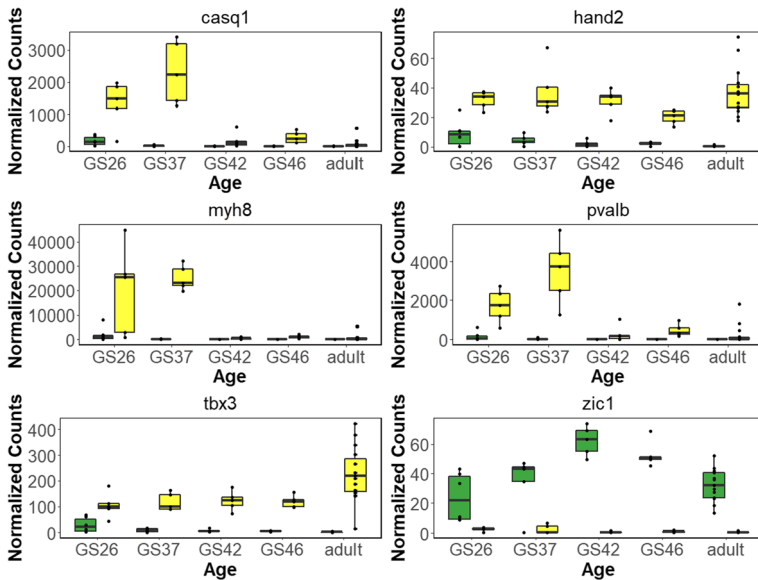 casq1
Normalized Counts
3000
2000
1000
0
GS26 GS37 GS42 GS46 adult
Age
hand2
Normalized Counts
60
40
20
0
GS26 GS37 GS42 GS46 adult
Age
myh8
Normalized Counts
40000
30000
20000
10000
0
GS26 GS37 GS42 GS46 adult
Age
pvalb
Normalized Counts
4000
2000
0
GS26 GS37 GS42 GS46 adult
Age
tbx3
Normalized Counts
400
300
200
100
0
GS26 GS37 GS42 GS46 adult
Age
zic1
Normalized Counts
60
40
20
0
GS26 GS37 GS42 GS46 adult
Age